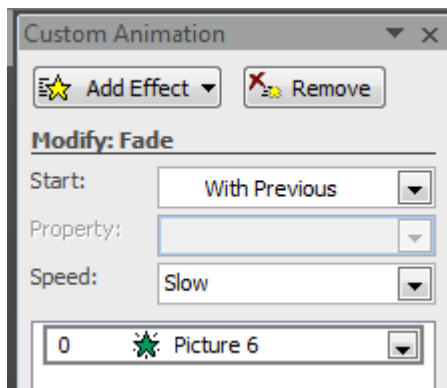 Custom Animation
Add Effect Remove
Modify: Fade
Start: With Previous
Property:
Speed: Slow
0 Picture 6